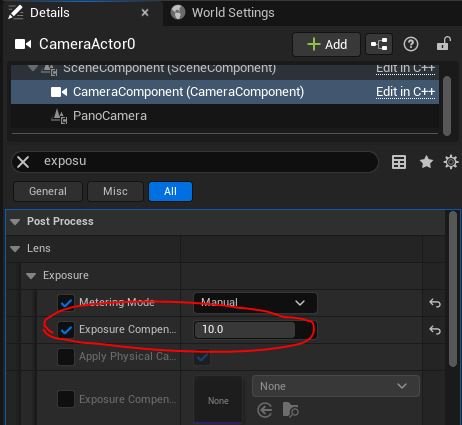 Details
World Settings
CameraActor0
Add
SceneComponent (SceneComponent)
Edit in C++
CameraComponent (CameraComponent)
Edit in C++
PanoCamera
exposu
General
Misc
All
Post Process
Lens
Exposure
Metering Mode
Manual
Exposure Compen...
10.0
Apply Physical Ca...
Exposure Compen...
None
None